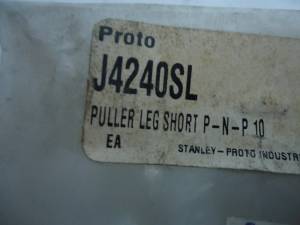 Proto
J4240SL
PULLER LEG SHORT P-N-P 10
EA
STANLEY-PROTO INDUSTR